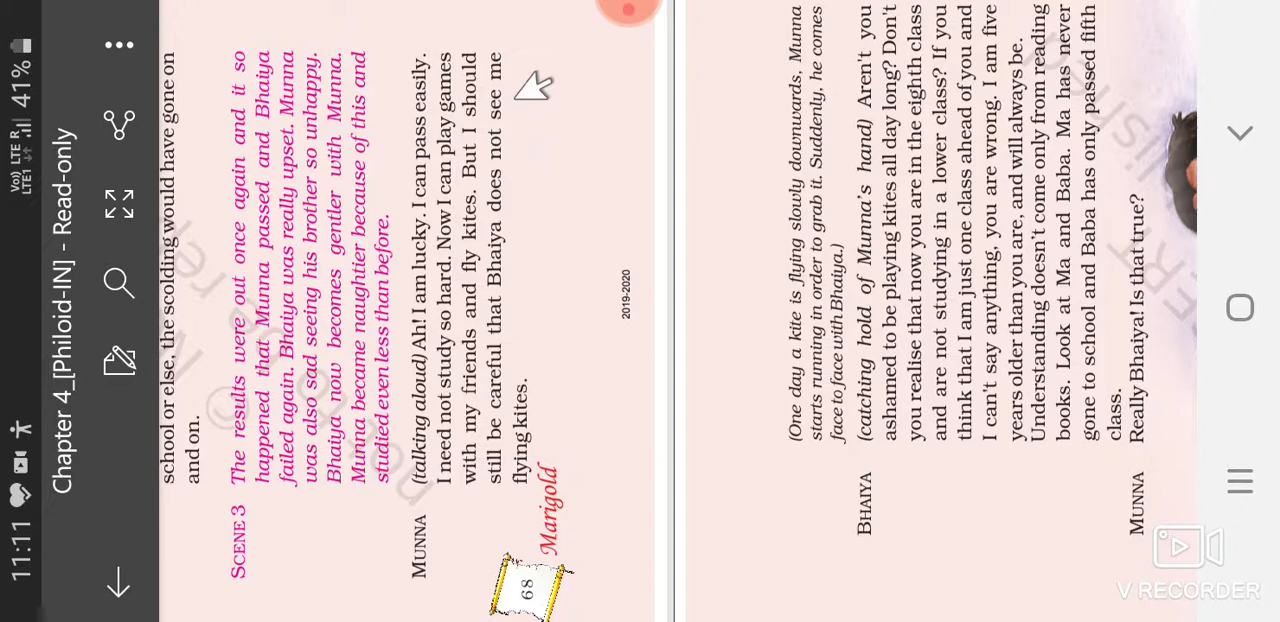 11:11
Vo)) LTE R
LTE1
41%
Chapter 4_[Philoid-IN] - Read-only
school or else, the scolding would have gone on
and on.
SCENE 3 The results were out once again and it so
happened that Munna passed and Bhaiya
failed again. Bhaiya was really upset. Munna
was also sad seeing his brother so unhappy.
Bhaiya now becomes gentler with Munna.
Munna became naughtier because of this and
studied even less than before.
MUNNA (talking aloud) Ah! I am lucky. I can pass easily.
I need not study so hard. Now I can play games
with my friends and fly kites. But I should
still be careful that Bhaiya does not see me
flying kites.
68
Marigold
2019-2020
(One day a kite is flying slowly downwards, Munna
starts running in order to grab it. Suddenly, he comes
face to face with Bhaiya.)
BHAIYA (catching hold of Munna's hand) Aren't you
ashamed to be playing kites all day long? Don't
you realise that now you are in the eighth class
and are not studying in a lower class? If you
think that I am just one class ahead of you and
I can't say anything, you are wrong. I am five
years older than you are, and will always be.
Understanding doesn't come only from reading
books. Look at Ma and Baba. Ma has never
gone to school and Baba has only passed fifth
class.
MUNNA Really Bhaiya! Is that true?
V RECORDER